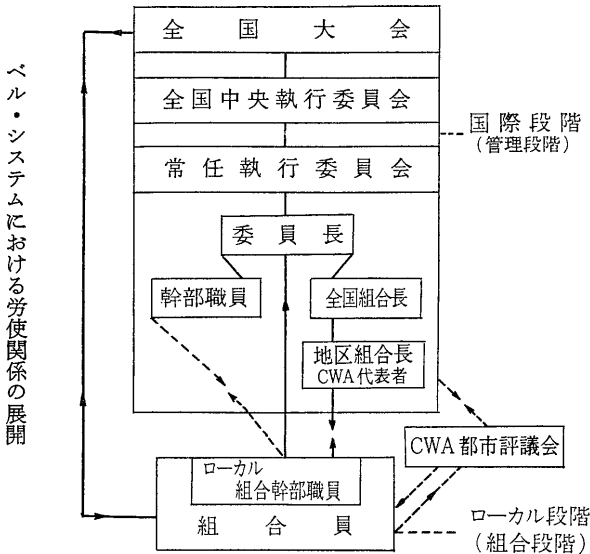 ベル・システムにおける労使関係の展開
全国大会
全国中央執行委員会
国際段階
(管理段階)
常任執行委員会
委員長
幹部職員
全国組合長
地区組合長
CWA代表者
CWA都市評議会
ローカル
組合幹部職員
組合員
ローカル段階
(組合段階)